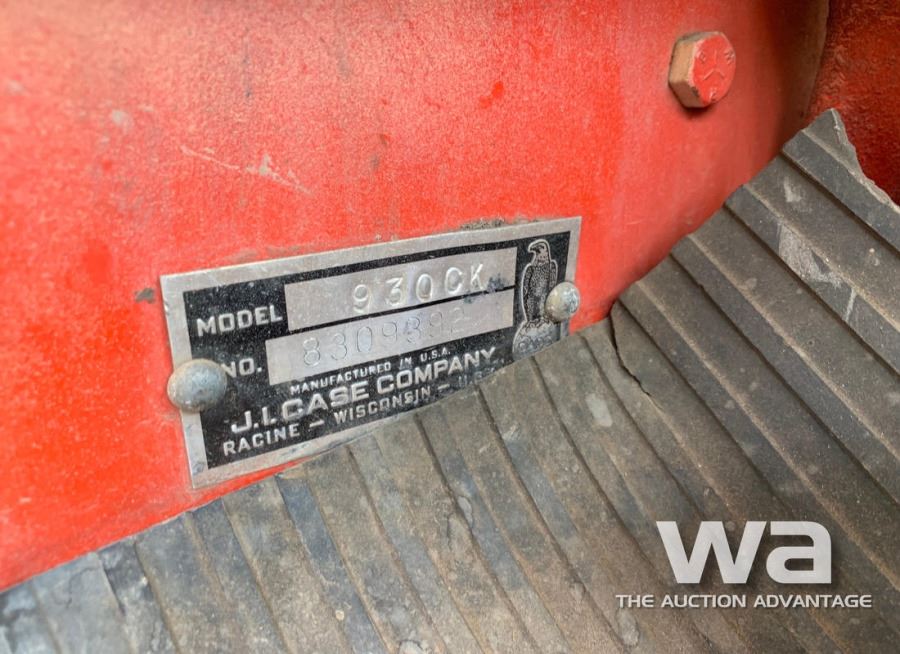 MODEL 930CK
NO. 8309892
MANUFACTURED IN U.S.A.
J.I. CASE COMPANY
RACINE - WISCONSIN -
wa
THE AUCTION ADVANTAGE